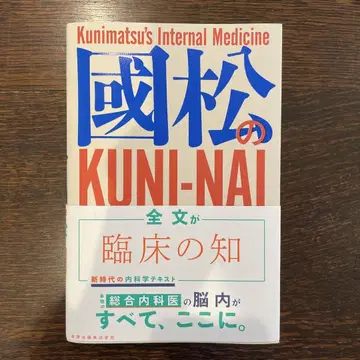 Kunimatsu's Internal Medicine
國松の
KUNI-NAI
全文が
臨床の知
新時代の内科学テキスト
総合内科医の脳内が
すべて、ここに。